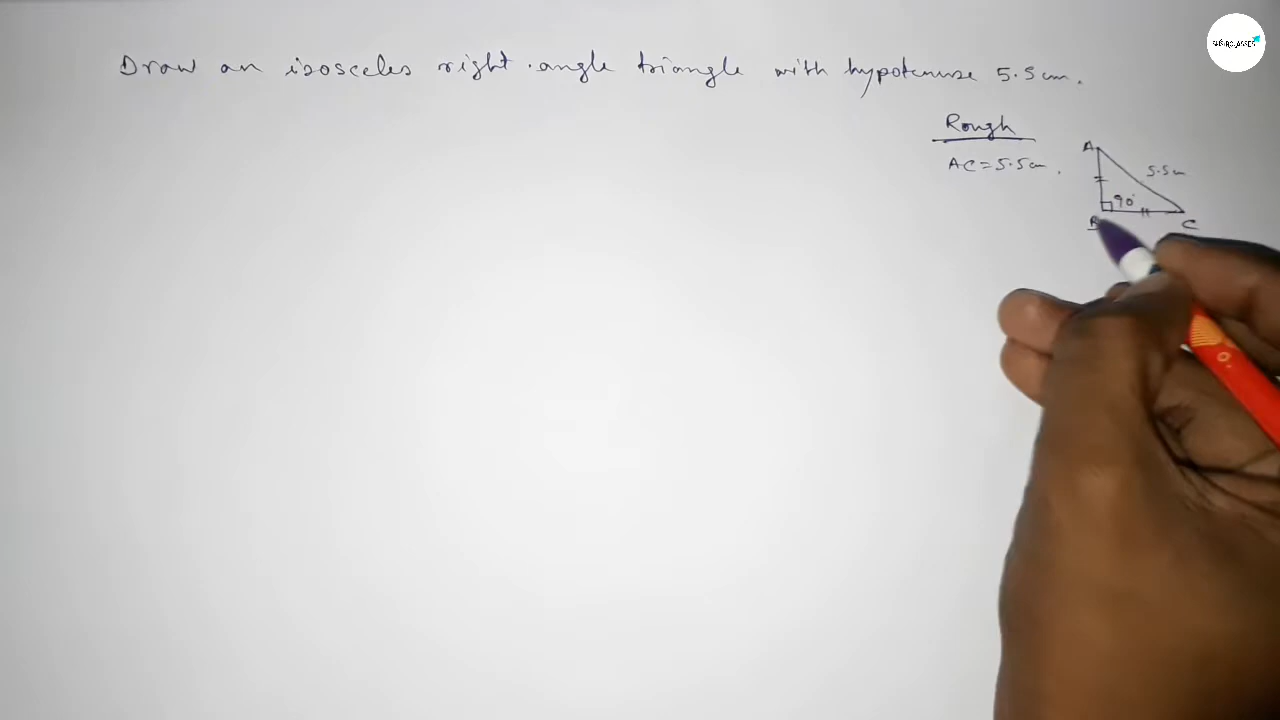 Draw an isosceles right angle triangle with hypotenuse 5.5 cm.
Rough
AC = 5.5 cm.
A
5.5 cm
90°
B
C
SHSIRCLASSES